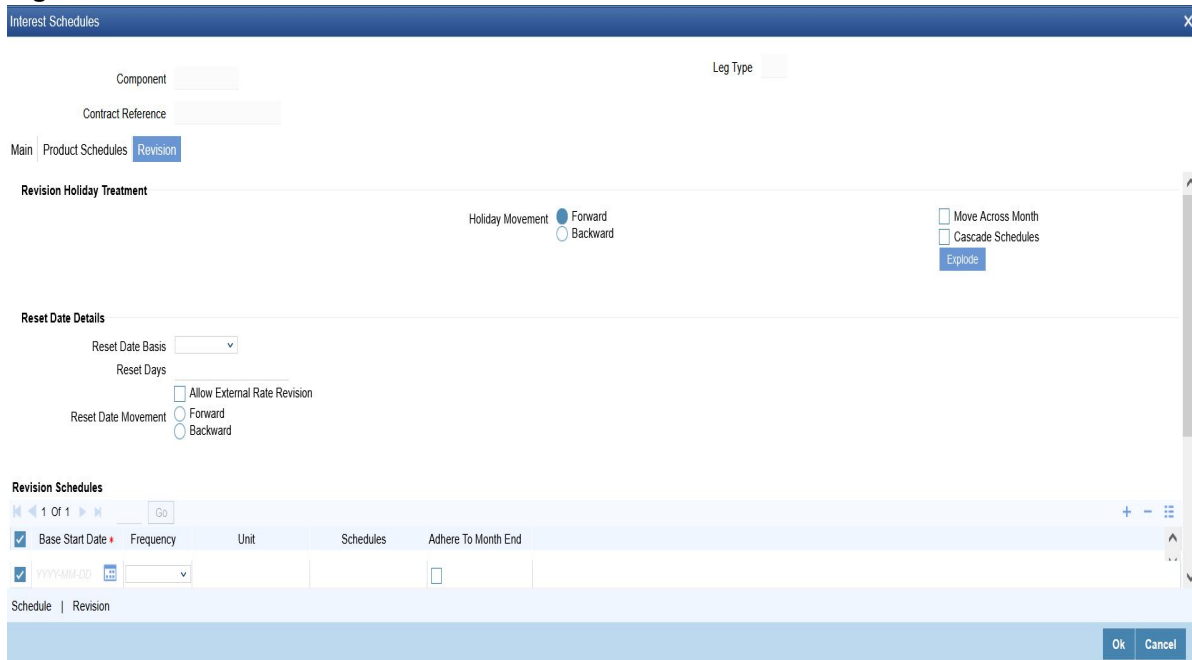 Interest Schedules X
Component
Leg Type
Contract Reference
Main Product Schedules Revision
Revision Holiday Treatment
Holiday Movement Forward
Backward
Move Across Month
Cascade Schedules
Explode
Reset Date Details
Reset Date Basis
Reset Days
Allow External Rate Revision
Reset Date Movement Forward
Backward
Revision Schedules
1 Of 1 Go
Base Start Date * Frequency Unit Schedules Adhere To Month End
YYYY-MM-DD
Schedule | Revision
Ok Cancel